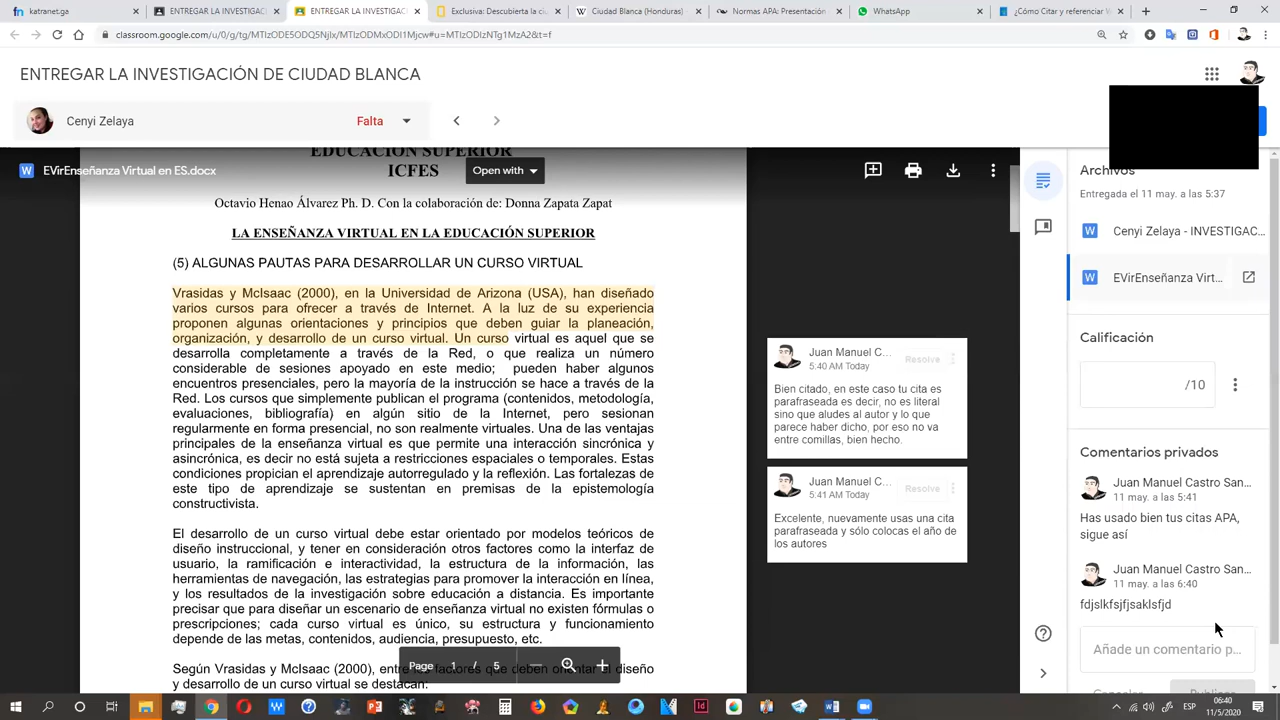 katranet.ga
ENTREGAR LA INVESTIGAC
ENTREGAR LA INVESTIGAC
Exclusiva: Descubierta la ci
Ciudad Blanca (Honduras)
Normas APA: Presentación
WhatsApp
¿Cómo Citar y referenciar
classroom.google.com/u/0/g/tg/MTIzODE5ODQ5Njlx/MTIzODMxODI1Mjcw#u=MTIzODIzNTg1MzA2&t=f
ENTREGAR LA INVESTIGACIÓN DE CIUDAD BLANCA
Cenyi Zelaya
Falta
EDUCACIÓN SUPERIOR
EVirEnseñanza Virtual en ES.docx
ICFES
Open with
Octavio Henao Álvarez Ph. D. Con la colaboración de: Donna Zapata Zapat
LA ENSEÑANZA VIRTUAL EN LA EDUCACIÓN SUPERIOR
(5) ALGUNAS PAUTAS PARA DESARROLLAR UN CURSO VIRTUAL
Vrasidas y McIsaac (2000), en la Universidad de Arizona (USA), han diseñado
varios cursos para ofrecer a través de Internet. A la luz de su experiencia
proponen algunas orientaciones y principios que deben guiar la planeación,
organización, y desarrollo de un curso virtual. Un curso virtual es aquel que se
desarrolla completamente a través de la Red, o que realiza un número
considerable de sesiones apoyado en este medio; pueden haber algunos
encuentros presenciales, pero la mayoría de la instrucción se hace a través de la
Red. Los cursos que simplemente publican el programa (contenidos, metodología,
evaluaciones, bibliografía) en algún sitio de la Internet, pero sesionan
regularmente en forma presencial, no son realmente virtuales. Una de las ventajas
principales de la enseñanza virtual es que permite una interacción sincrónica y
asincrónica, es decir no está sujeta a restricciones espaciales o temporales. Estas
condiciones propician el aprendizaje autorregulado y la reflexión. Las fortalezas de
este tipo de aprendizaje se sustentan en premisas de la epistemología
constructivista.
El desarrollo de un curso virtual debe estar orientado por modelos teóricos de
diseño instruccional, y tener en consideración otros factores como la interfaz de
usuario, la ramificación e interactividad, la estructura de la información, las
herramientas de navegación, las estrategias para promover la interacción en línea,
y los resultados de la investigación sobre educación a distancia. Es importante
precisar que para diseñar un escenario de enseñanza virtual no existen fórmulas o
prescripciones; cada curso virtual es único, su estructura y funcionamiento
depende de las metas, contenidos, audiencia, presupuesto, etc.
Según Vrasidas y McIsaac (2000), entre los factores que deben orientar el diseño
y desarrollo de un curso virtual se destacan:
Page 1 / 5
Juan Manuel C...
Resolve
5:40 AM Today
Bien citado, en este caso tu cita es
parafraseada es decir, no es literal
sino que aludes al autor y lo que
parece haber dicho, por eso no va
entre comillas, bien hecho.
Juan Manuel C...
Resolve
5:41 AM Today
Excelente, nuevamente usas una cita
parafraseada y sólo colocas el año de
los autores
Archivos
Entregada el 11 may. a las 5:37
Cenyi Zelaya - INVESTIGAC...
EVirEnseñanza Virt...
Calificación
/10
Comentarios privados
Juan Manuel Castro San...
11 may. a las 5:41
Has usado bien tus citas APA,
sigue así
Juan Manuel Castro San...
11 may. a las 6:40
fdjslkfsjfjsaklsfjd
Añade un comentario p...
Cancelar
Publicar
ESP
06:40
11/5/2020